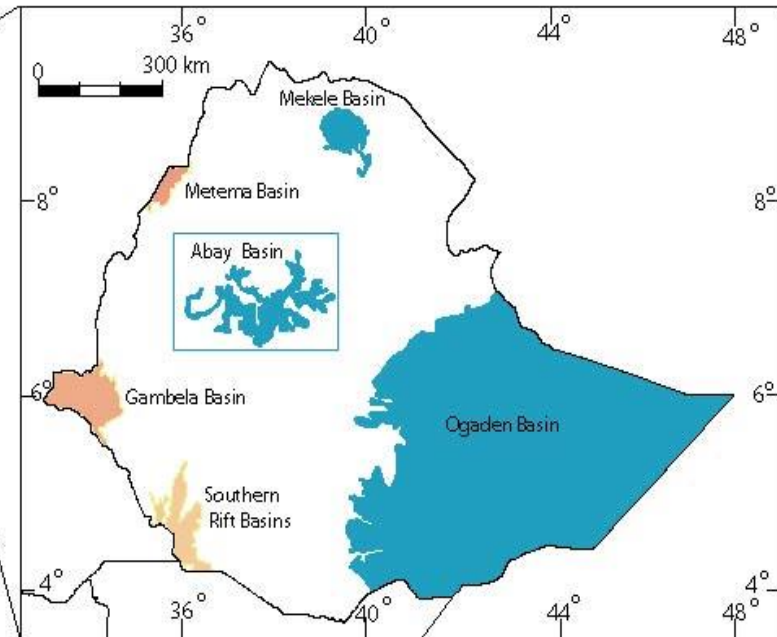 36° 40° 44° 48°
0 300 km
Mekele Basin
8° Metema Basin 8°
Abay Basin
6° Gambela Basin 6°
Ogaden Basin
Southern
Rift Basins
4° 4°
36° 40° 44° 48°